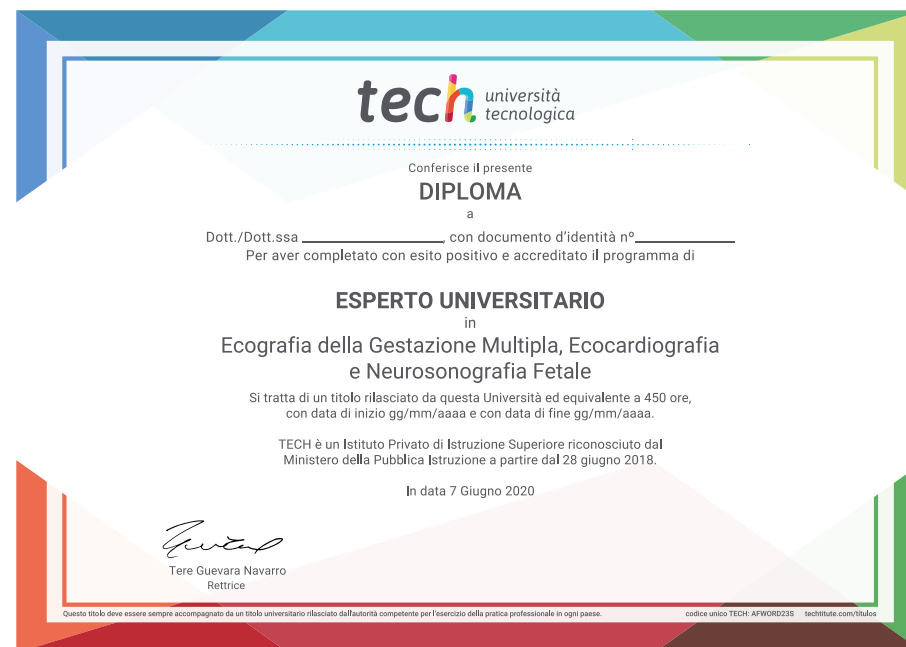 tech università
tecnologica
Conferisce il presente
DIPLOMA
a
Dott./Dott.ssa ____________________, con documento d'identità nº______________
Per aver completato con esito positivo e accreditato il programma di
ESPERTO UNIVERSITARIO
in
Ecografia della Gestazione Multipla, Ecocardiografia
e Neurosonografia Fetale
Si tratta di un titolo rilasciato da questa Università ed equivalente a 450 ore,
con data di inizio gg/mm/aaaa e con data di fine gg/mm/aaaa.
TECH è un Istituto Privato di Istruzione Superiore riconosciuto dal
Ministero della Pubblica Istruzione a partire dal 28 giugno 2018.
In data 7 Giugno 2020
Tere Guevara Navarro
Rettrice
Questo titolo deve essere sempre accompagnato da un titolo universitario rilasciato dall'autorità competente per l'esercizio della pratica professionale in ogni paese. codice unico TECH: AFWORD23S techtitute.com/titulos